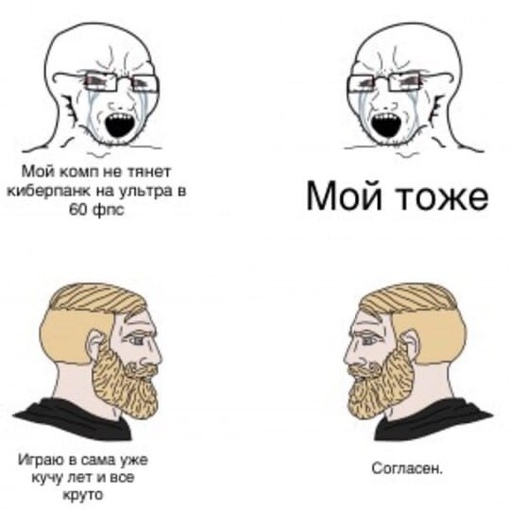 Мой комп не тянет
киберпанк на ультра в
60 фпс
Мой тоже
Играю в сама уже
кучу лет и все
круто
Согласен.